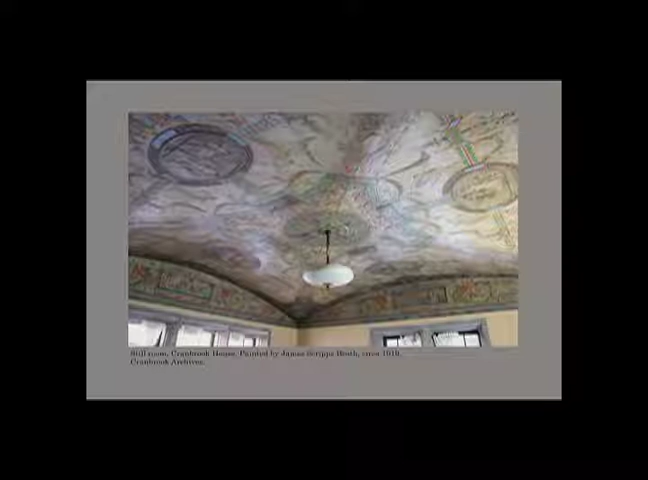 Still room, Cranbrook House. Painted by James Scripps Booth, circa 1919.
Cranbrook Archives.